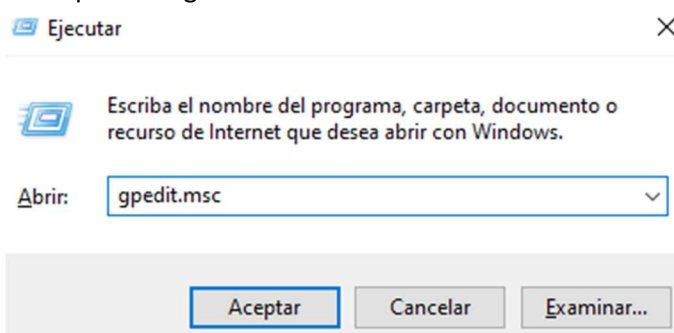 Ejecutar
Escriba el nombre del programa, carpeta, documento o
recurso de Internet que desea abrir con Windows.
Abrir:
gpedit.msc
Aceptar
Cancelar
Examinar...